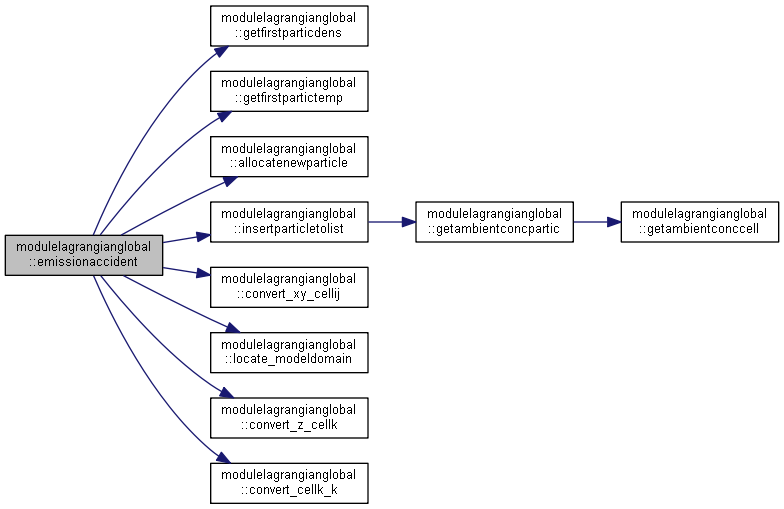 modulelagrangianglobal
::getfirstparticdens
modulelagrangianglobal
::getfirstpartictemp
modulelagrangianglobal
::allocatenewparticle
modulelagrangianglobal
::emissionaccident
modulelagrangianglobal
::insertparticletolist
modulelagrangianglobal
::getambientconcpartic
modulelagrangianglobal
::getambientconccell
modulelagrangianglobal
::convert_xy_cellij
modulelagrangianglobal
::locate_modeldomain
modulelagrangianglobal
::convert_z_cellk
modulelagrangianglobal
::convert_cellk_k